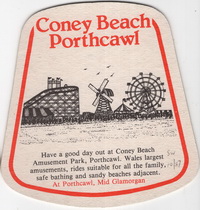 Coney Beach
Porthcawl
Have a good day out at Coney Beach
Amusement Park, Porthcawl. Wales largest
amusements, rides suitable for all the family,
safe bathing and sandy beaches adjacent.
At Porthcawl, Mid Glamorgan